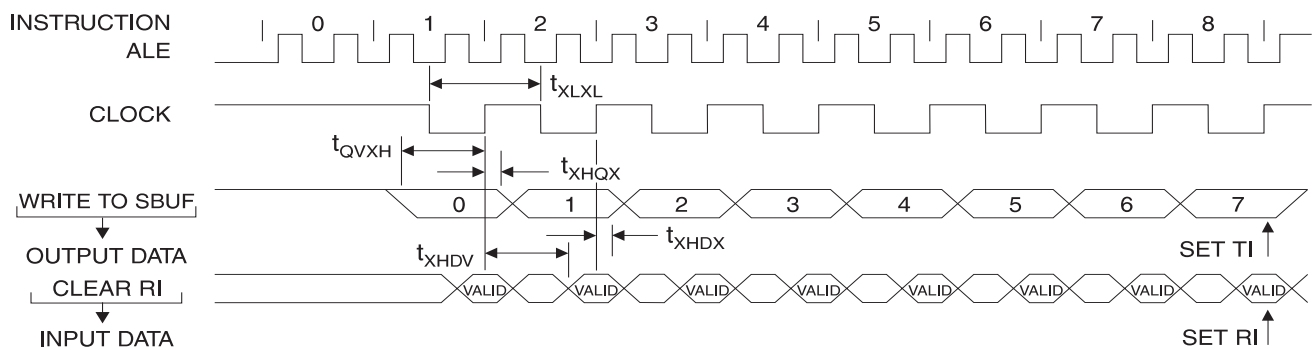 INSTRUCTION 0 1 2 3 4 5 6 7 8
ALE
tXLXL
CLOCK
tQVXH
tXHQX
WRITE TO SBUF 0 1 2 3 4 5 6 7
OUTPUT DATA tXHDV tXHDX SET TI
CLEAR RI VALID VALID VALID VALID VALID VALID VALID VALID
INPUT DATA SET RI